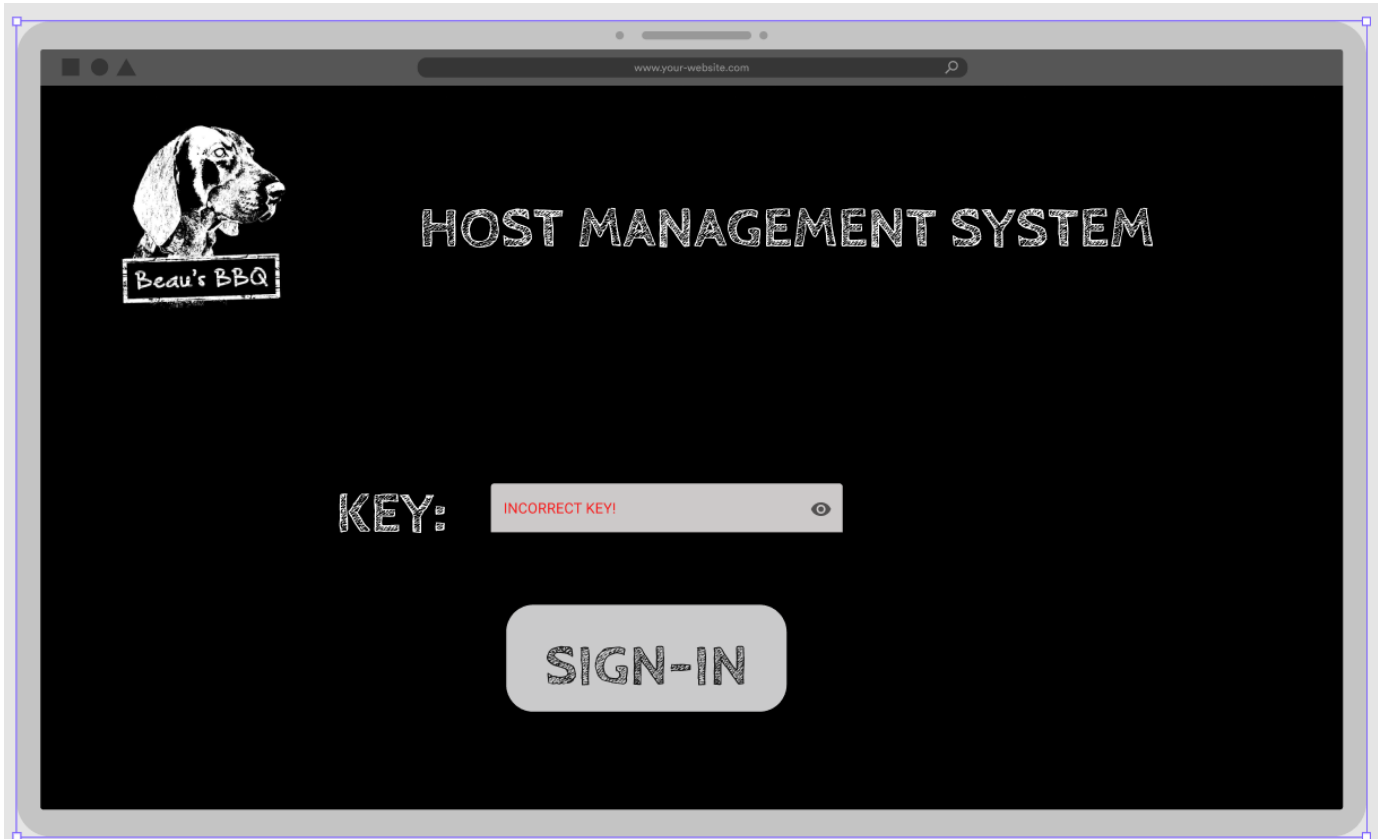 www.your-website.com
HOST MANAGEMENT SYSTEM
Beau's BBQ
KEY:
INCORRECT KEY!
SIGN-IN